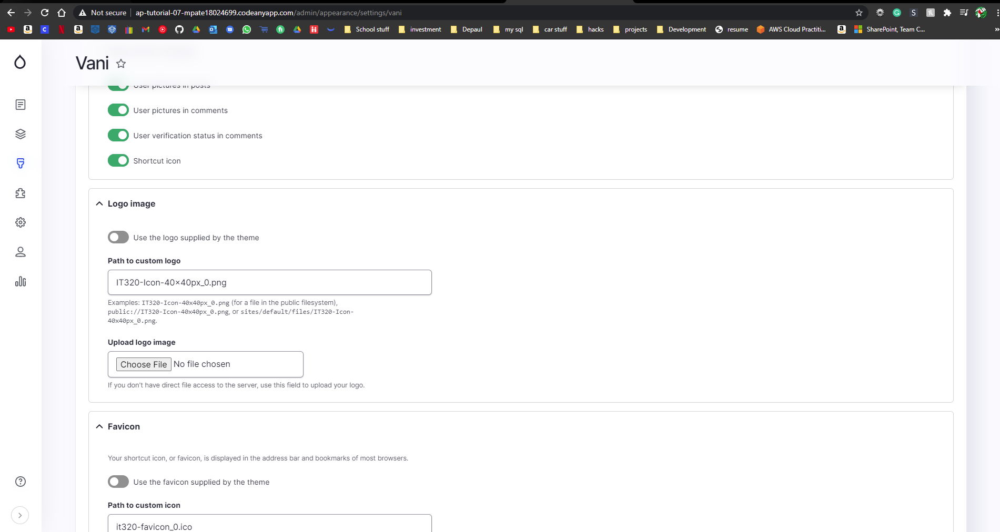 Not secure
ap-tutorial-07-mpate18024699.codeanyapp.com/admin/appearance/settings/vani
School stuff
investment
Depaul
my sql
car stuff
hacks
projects
Development
resume
AWS Cloud Practiti...
SharePoint, Team C...
Vani
User pictures in posts
User pictures in comments
User verification status in comments
Shortcut icon
Logo image
Use the logo supplied by the theme
Path to custom logo
IT320-Icon-40x40px_0.png
Examples: IT320-Icon-40x40px_0.png (for a file in the public filesystem),
public://IT320-Icon-40x40px_0.png, or sites/default/files/IT320-Icon-
40x40px_0.png.
Upload logo image
Choose File No file chosen
If you don't have direct file access to the server, use this field to upload your logo.
Favicon
Your shortcut icon, or favicon, is displayed in the address bar and bookmarks of most browsers.
Use the favicon supplied by the theme
Path to custom icon
it320-favicon_0.ico